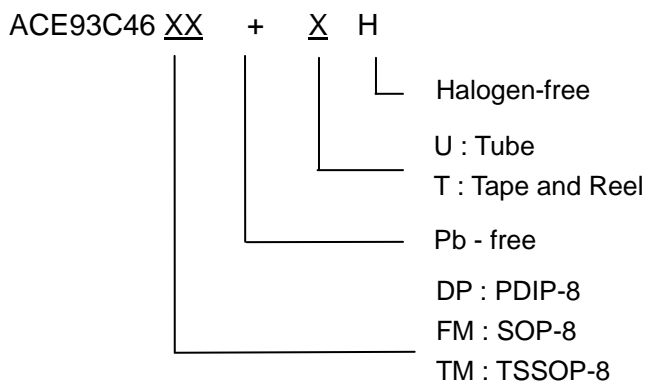 ACE93C46 XX + X H
Halogen-free
U : Tube
T : Tape and Reel
Pb - free
DP : PDIP-8
FM : SOP-8
TM : TSSOP-8